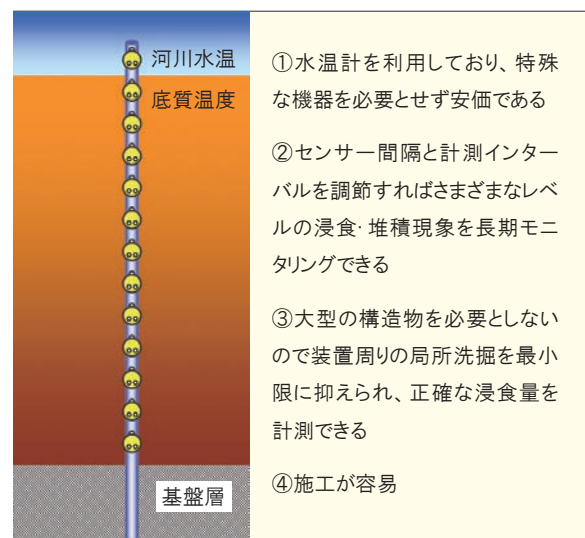 河川水温
底質温度
基盤層
①水温計を利用しており、特殊
な機器を必要とせず安価である
②センサー間隔と計測インター
バルを調節すればさまざまなレベ
ルの浸食·堆積現象を長期モニ
タリングできる
③大型の構造物を必要としない
ので装置周りの局所洗掘を最小
限に抑えられ、正確な浸食量を
計測できる
④施工が容易